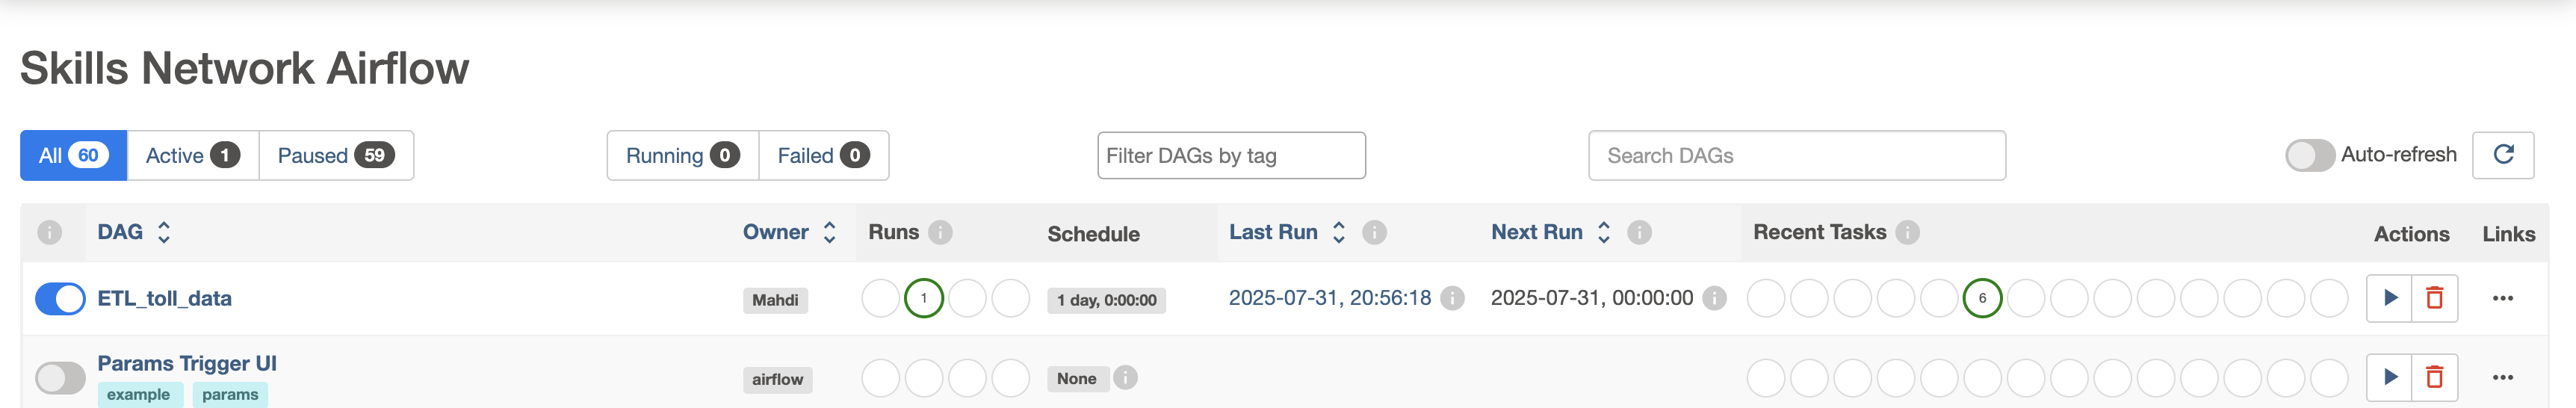 Skills Network Airflow
All 60 Active 1 Paused 59 Running 0 Failed 0 Filter DAGs by tag Search DAGs Auto-refresh
i DAG Owner Runs i Schedule Last Run i Next Run i Recent Tasks i Actions Links
ETL_toll_data Mahdi 1 1 day, 0:00:00 2025-07-31, 20:56:18 i 2025-07-31, 00:00:00 i 6
Params Trigger UI airflow None i
example params